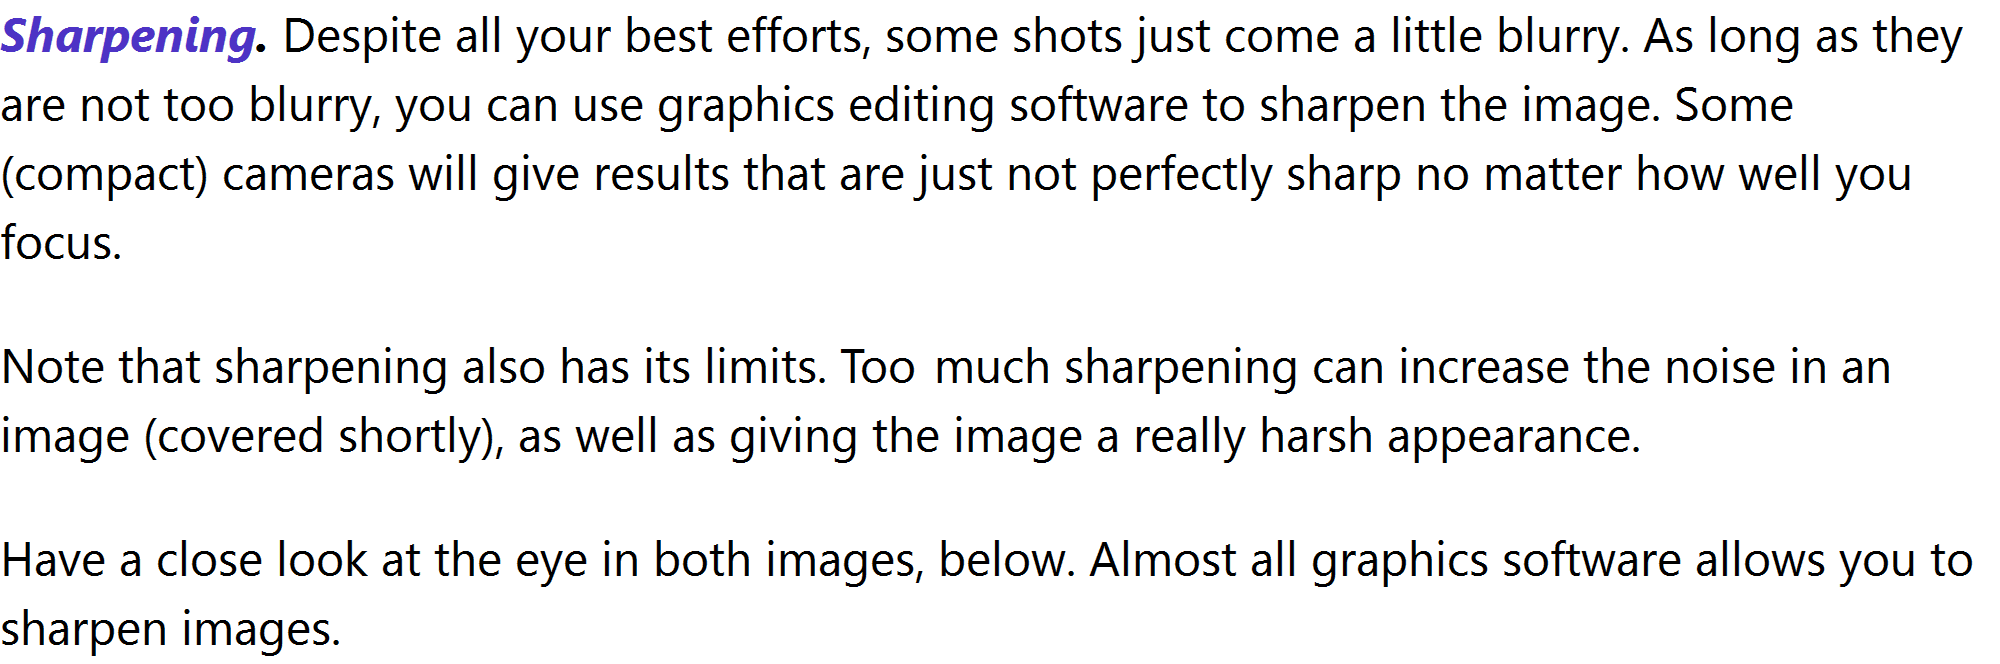 Sharpening. Despite all your best efforts, some shots just come a little blurry. As long as they
are not too blurry, you can use graphics editing software to sharpen the image. Some
(compact) cameras will give results that are just not perfectly sharp no matter how well you
focus.
Note that sharpening also has its limits. Too much sharpening can increase the noise in an
image (covered shortly), as well as giving the image a really harsh appearance.
Have a close look at the eye in both images, below. Almost all graphics software allows you to
sharpen images.